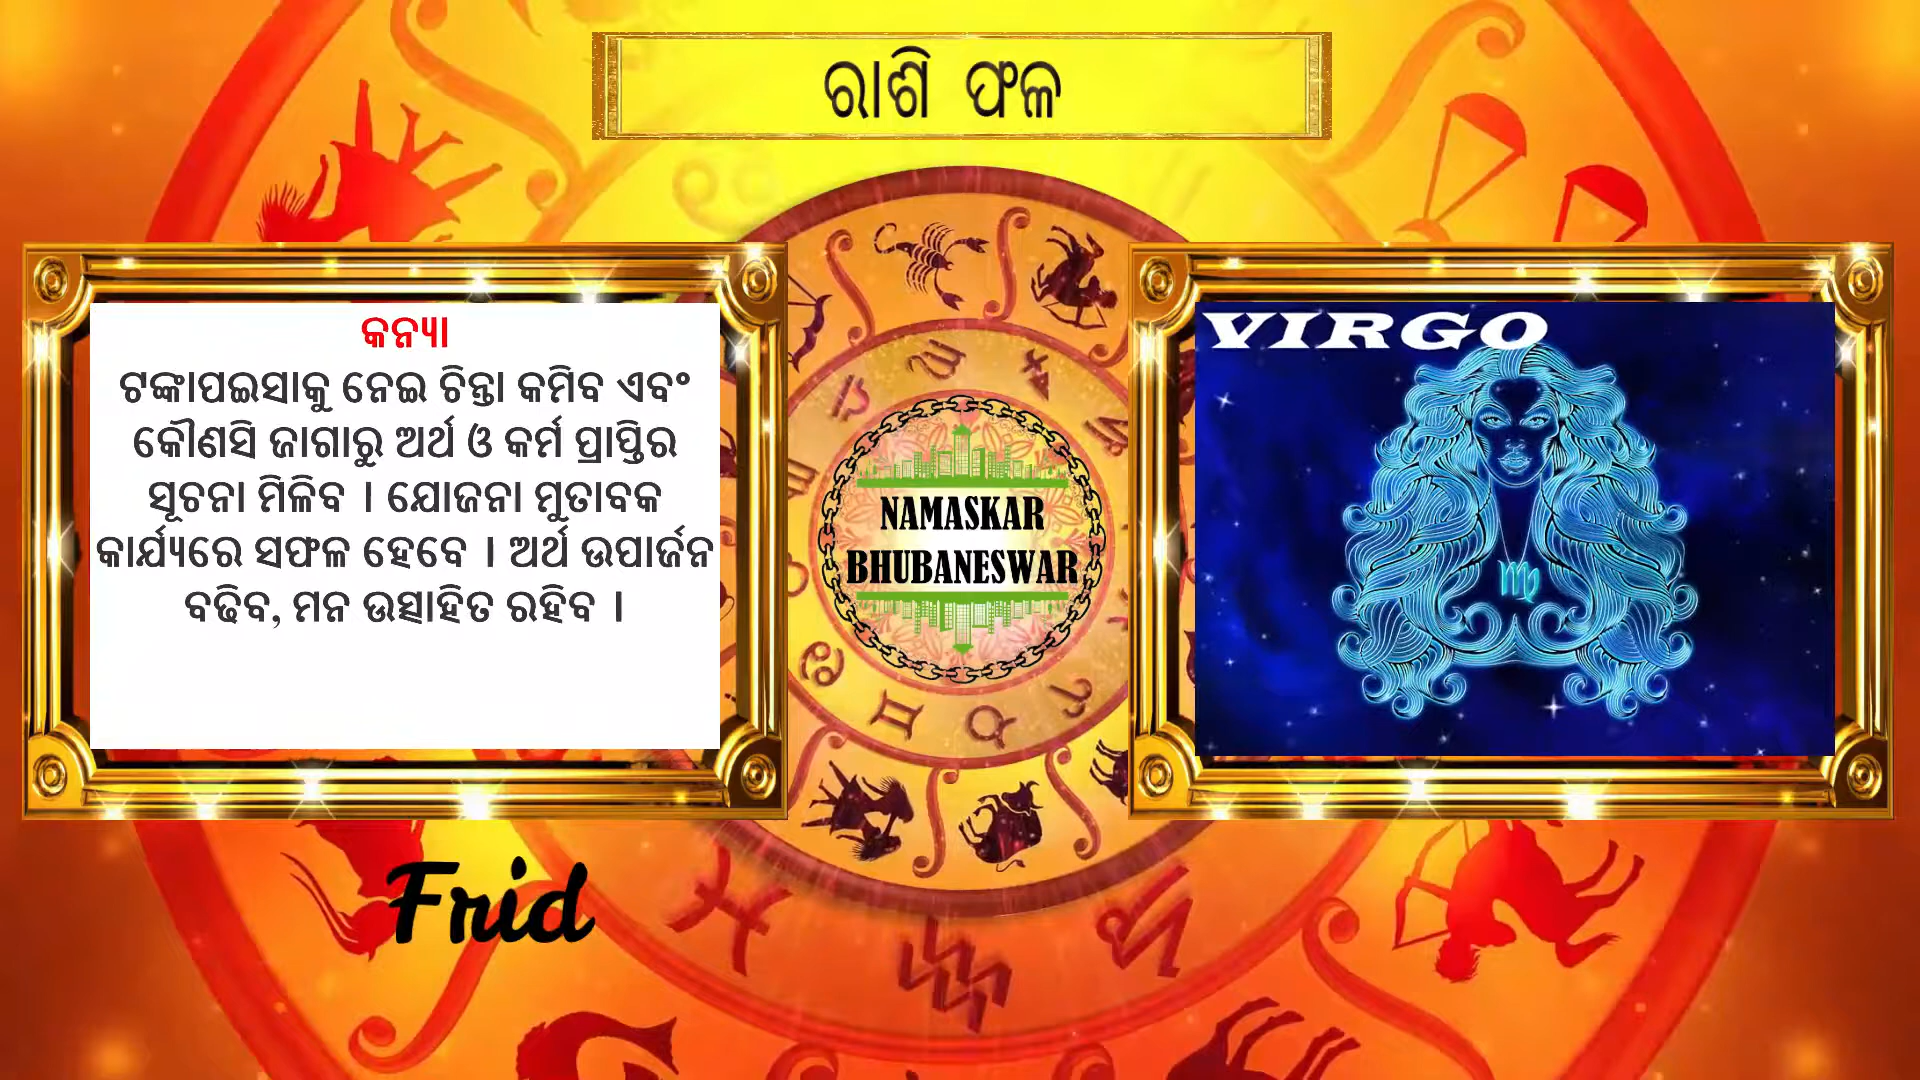 ରାଶି ଫଳ
କନ୍ୟା
ଟଙ୍କାପଇସାକୁ ନେଇ ଚିନ୍ତା କମିବ ଏବଂ
କୌଣସି ଜାଗାରୁ ଅର୍ଥ ଓ କର୍ମ ପ୍ରାପ୍ତିର
ସୂଚନା ମିଳିବ । ଯୋଜନା ମୁତାବକ
କାର୍ଯ୍ୟରେ ସଫଳ ହେବେ । ଅର୍ଥ ଉପାର୍ଜନ
ବଢିବ, ମନ ଉତ୍ସାହିତ ରହିବ ।
NAMASKAR
BHUBANESWAR
VIRGO
Frid